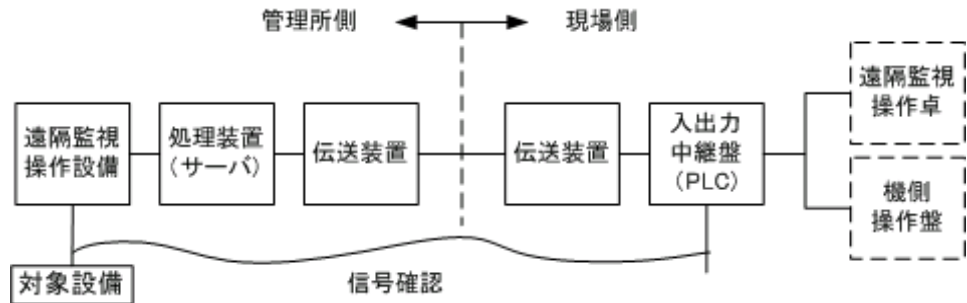 管理所側
現場側
遠隔監視
操作設備
処理装置
(サーバ)
伝送装置
伝送装置
入出力
中継盤
(PLC)
遠隔監視
操作卓
機側
操作盤
対象設備
信号確認